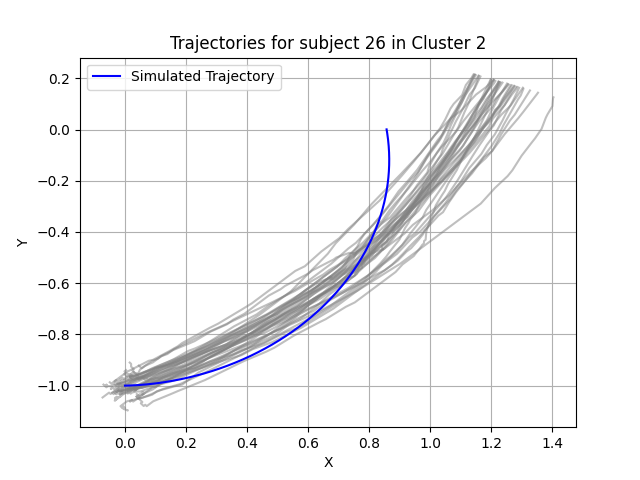 Trajectories for subject 26 in Cluster 2
Simulated Trajectory
0.2
0.0
−0.2
−0.4
−0.6
−0.8
−1.0
Y
0.0 0.2 0.4 0.6 0.8 1.0 1.2 1.4
X